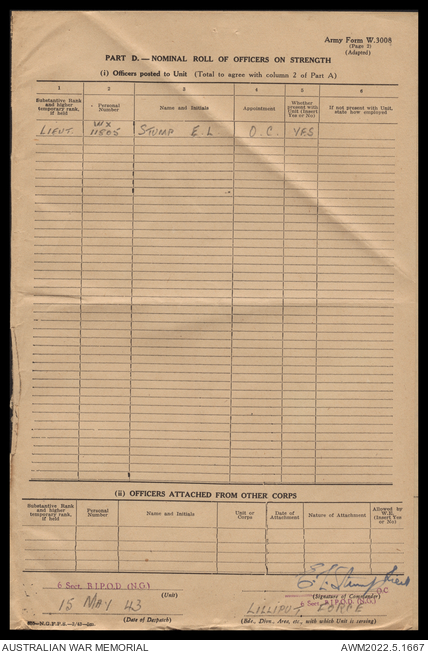 Army Form W.3008
(Page 2)
(Adapted)
PART D.—NOMINAL ROLL OF OFFICERS ON STRENGTH
(i) Officers posted to Unit (Total to agree with column 2 of Part A)
1 2 3 4 5 6
Substantive Rank and higher temporary rank, if held
Personal Number
Name and Initials
Appointment
Whether present with Unit (Insert Yes or No)
If not present with Unit, state how employed
LIEUT. WX 11505 STUMP E.L O.C. YES
(ii) OFFICERS ATTACHED FROM OTHER CORPS
Substantive Rank and higher temporary rank, if held
Personal Number
Name and Initials
Unit or Corps
Date of Attachment
Nature of Attachment
Allowed by W.E. (Insert Yes or No)
6 Sect. B.I.P.O.D (N.G.)
(Unit)
O.C
(Signature of Commander)
6 Sect. B.I.P.O.D. (N.G.)
15 MAY 43
LILLIPUT FORCE
(Date of Despatch)
(Bde., Divn., Area, etc., with which Unit is serving)
AUSTRALIAN WAR MEMORIAL
AWM2022.5.1667